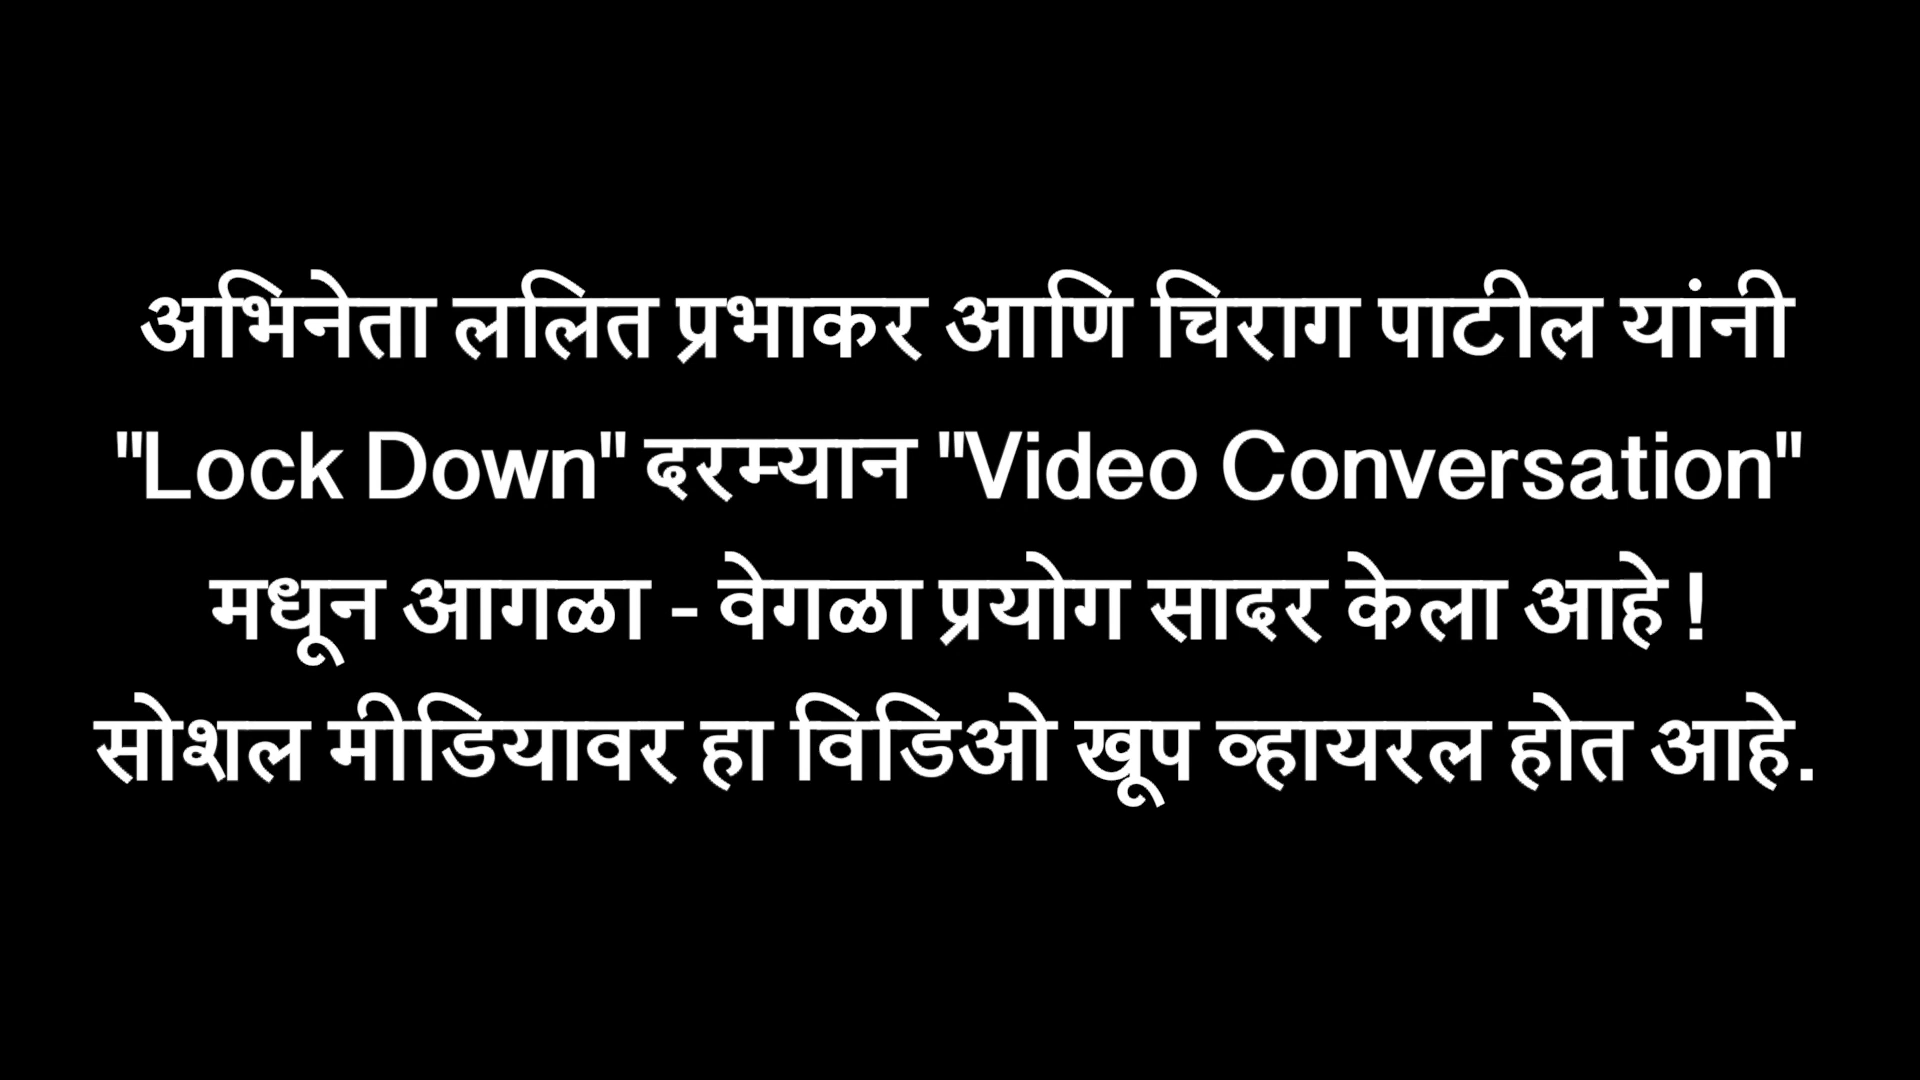 अभिनेता ललित प्रभाकर आणि चिराग पाटील यांनी
"Lock Down" दरम्यान "Video Conversation"
मधून आगळा - वेगळा प्रयोग सादर केला आहे !
सोशल मीडियावर हा विडिओ खूप व्हायरल होत आहे.